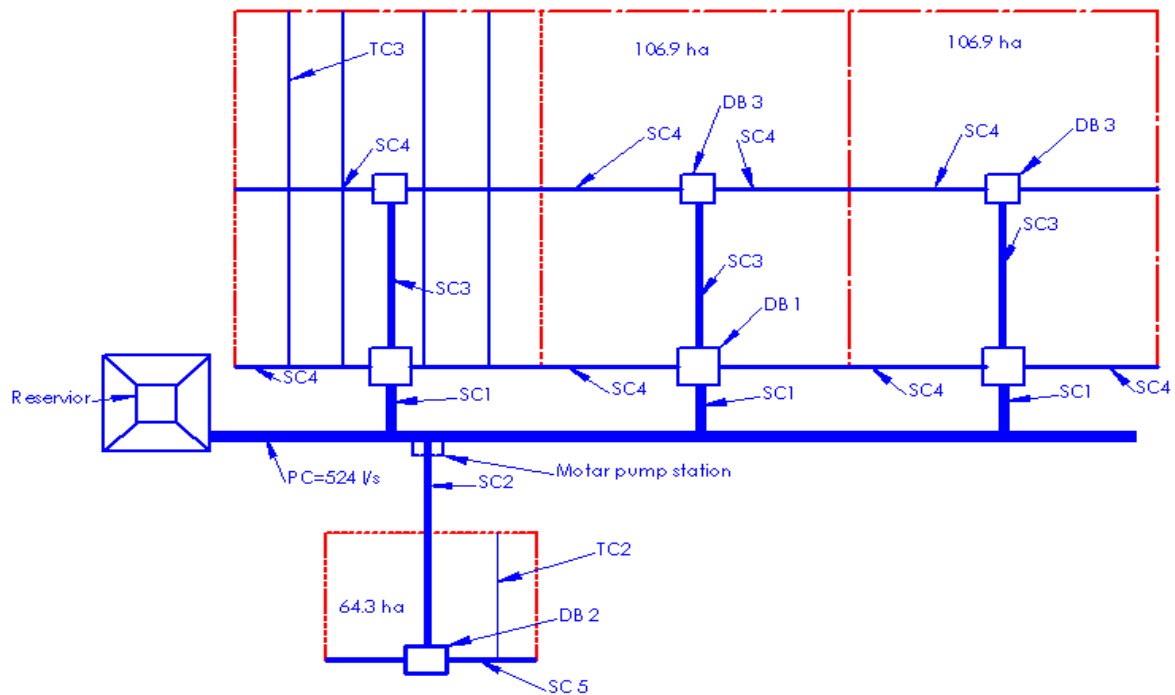 106.9 ha
106.9 ha
TC3
DB 3
DB 3
SC4
SC4
SC4
SC4
SC3
SC3
SC3
DB 1
SC4
SC4
SC4
SC4
Reservior
SC1
SC1
SC1
PC=524 l/s
Motar pump station
SC2
TC2
64.3 ha
DB 2
SC 5